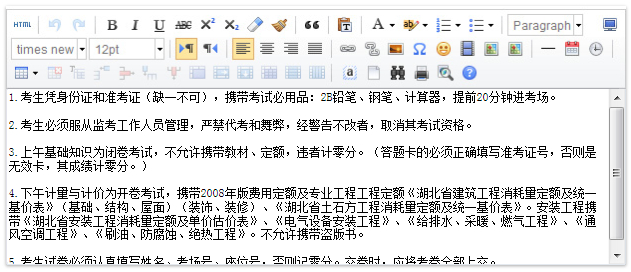 HTML B I U ABC X² X₂ “ T A ab Paragraph
times new 12pt
1.考生凭身份证和准考证（缺一不可），携带考试必用品：2B铅笔、钢笔、计算器，提前20分钟进考场。
2.考生必须服从监考工作人员管理，严禁代考和舞弊，经警告不改者，取消其考试资格。
3.上午基础知识为闭卷考试，不允许携带教材、定额，违者计零分。（答题卡的必须正确填写准考证号，否则是
无效卡，其成绩计零分。）
4.下午计量与计价为开卷考试，携带2008年版费用定额及专业工程工程定额《湖北省建筑工程消耗量定额及统一
基价表》（基础、结构、屋面）（装饰、装修）、《湖北省土石方工程消耗量定额及统一基价表》。安装工程携
带《湖北省安装工程消耗量定额及单价估价表》、《电气设备安装工程》、《给排水、采暖、燃气工程》、《通
风空调工程》、《刷油、防腐蚀、绝热工程》。不允许携带盗版书。
5.考生试卷必须认真填写姓名、考场号、座位号，否则记零分。交卷时，应将考卷全部上交。